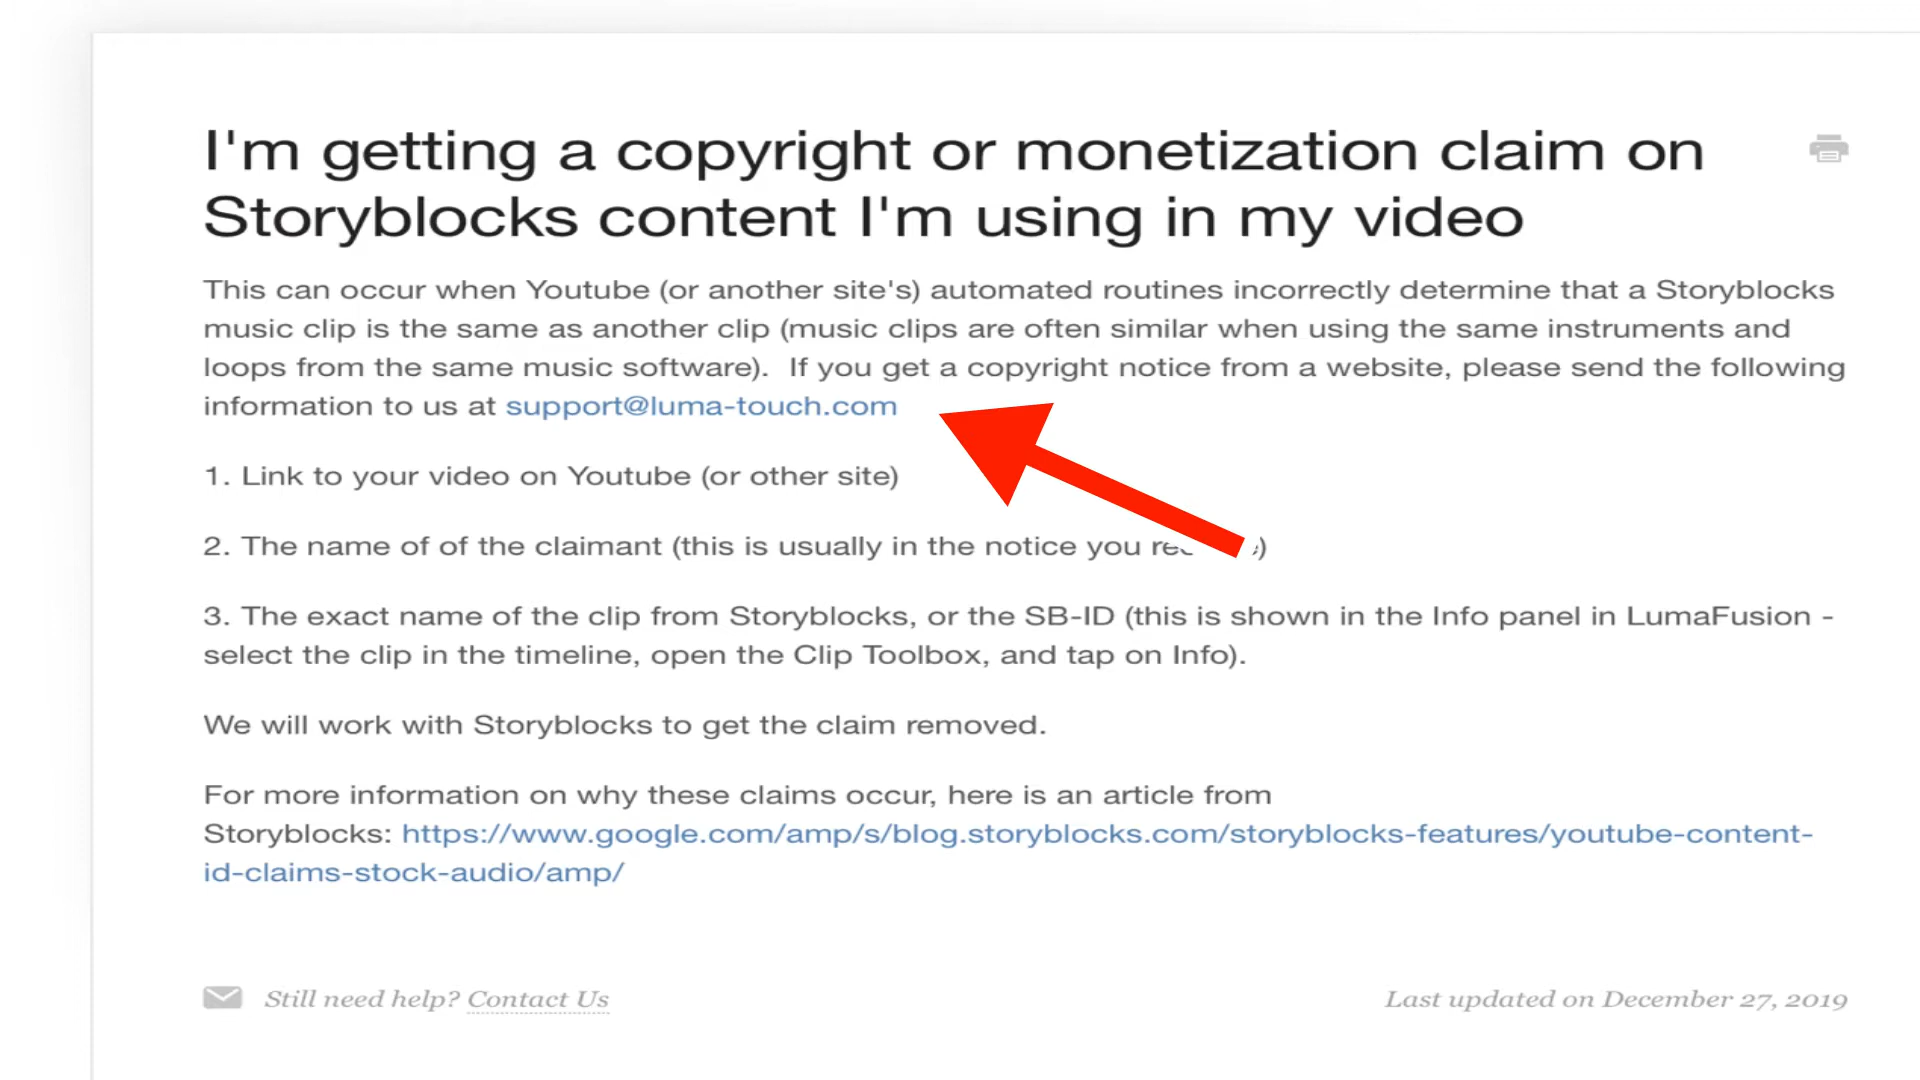 I'm getting a copyright or monetization claim on
Storyblocks content I'm using in my video
This can occur when Youtube (or another site's) automated routines incorrectly determine that a Storyblocks
music clip is the same as another clip (music clips are often similar when using the same instruments and
loops from the same music software).  If you get a copyright notice from a website, please send the following
information to us at support@luma-touch.com
1. Link to your video on Youtube (or other site)
2. The name of of the claimant (this is usually in the notice you
3. The exact name of the clip from Storyblocks, or the SB-ID (this is shown in the Info panel in LumaFusion -
select the clip in the timeline, open the Clip Toolbox, and tap on Info).
We will work with Storyblocks to get the claim removed.
For more information on why these claims occur, here is an article from
Storyblocks: https://www.google.com/amp/s/blog.storyblocks.com/storyblocks-features/youtube-content-
id-claims-stock-audio/amp/
Still need help? Contact Us
Last updated on December 27, 2019